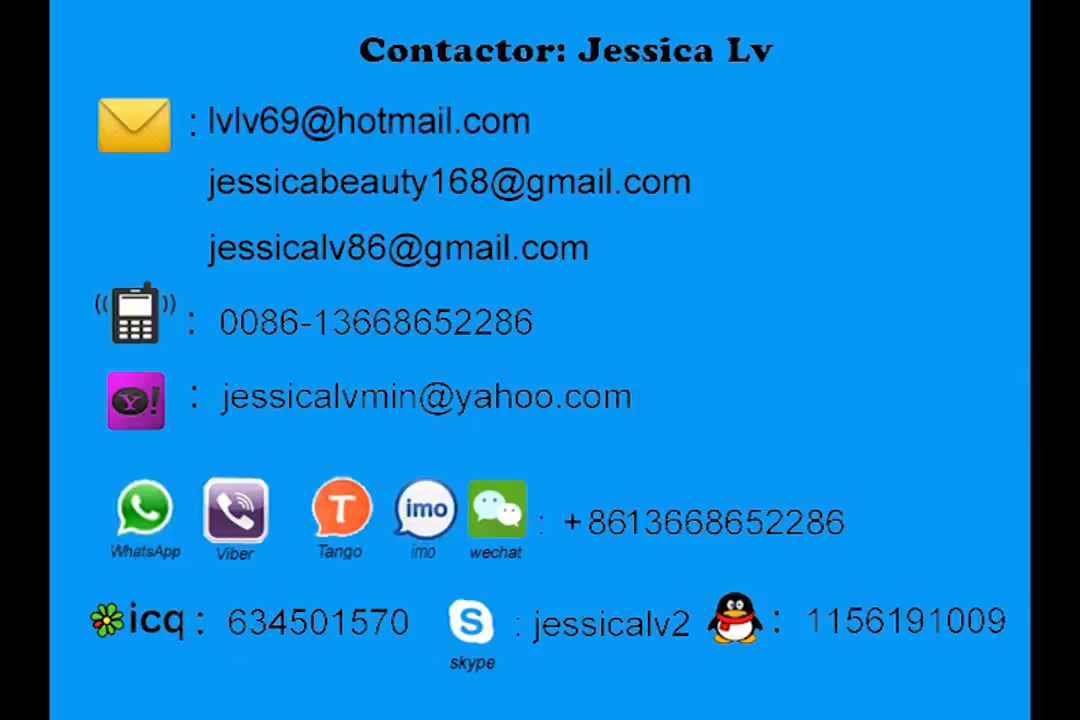 Contactor: Jessica Lv
: lvlv69@hotmail.com
jessicabeauty168@gmail.com
jessicalv86@gmail.com
: 0086-13668652286
Y! : jessicalvmin@yahoo.com
T imo : +8613668652286
WhatsApp Viber Tango imo wechat
icq : 634501570 S : jessicalv2 : 1156191009
skype